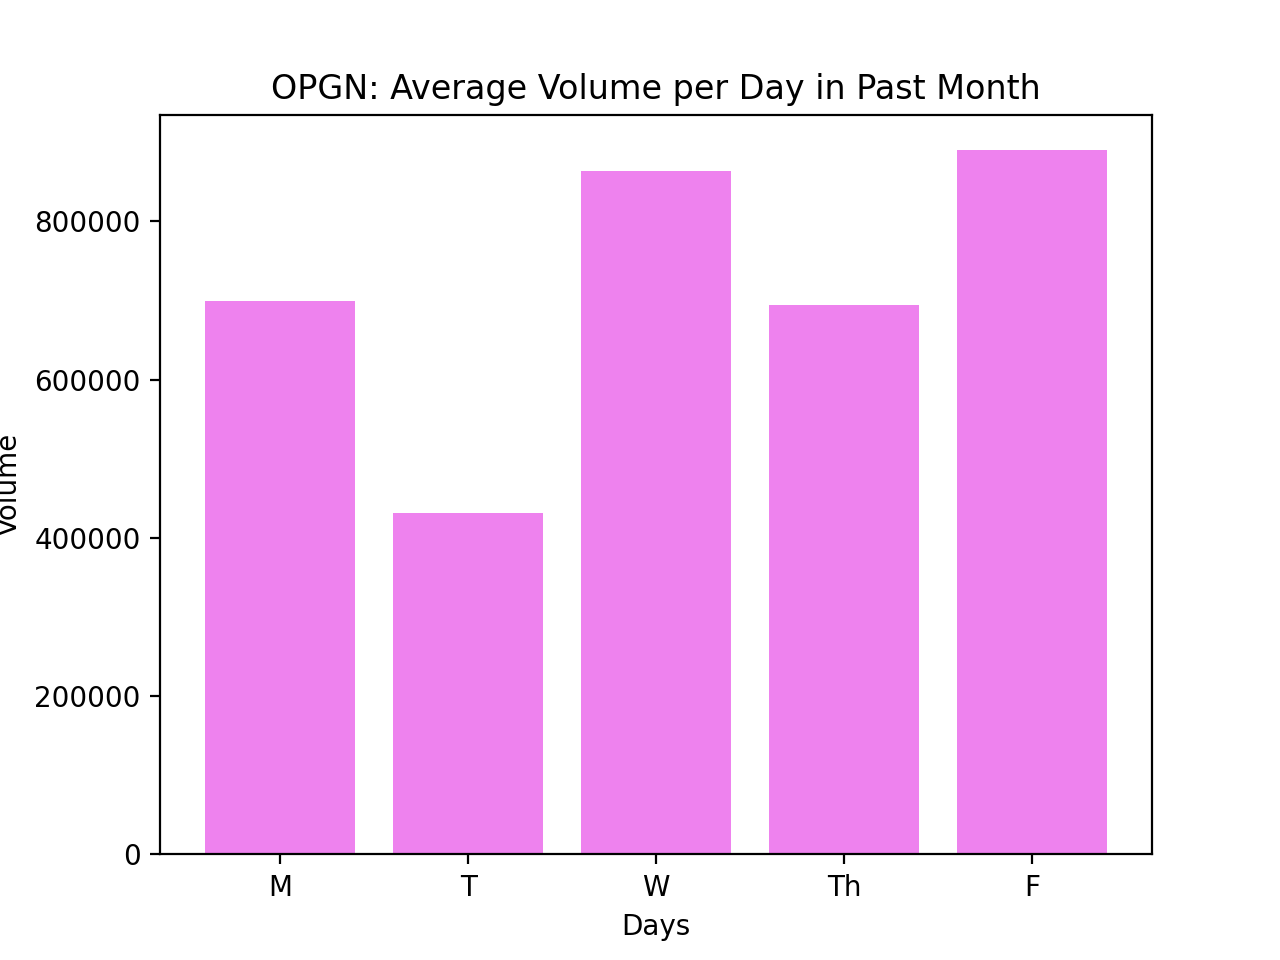 OPGN: Average Volume per Day in Past Month
800000
600000
400000
200000
0
Volume
M T W Th F
Days